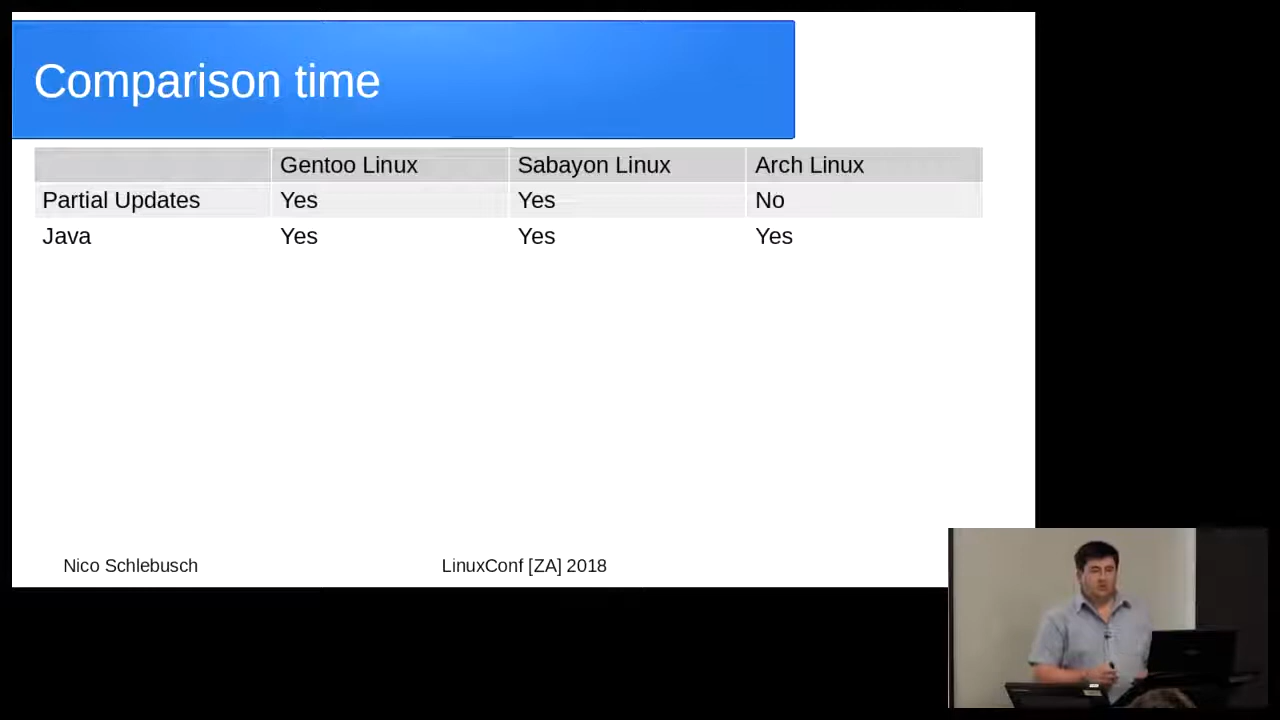 Comparison time
Gentoo Linux Sabayon Linux Arch Linux
Partial Updates Yes Yes No
Java Yes Yes Yes
Nico Schlebusch LinuxConf [ZA] 2018